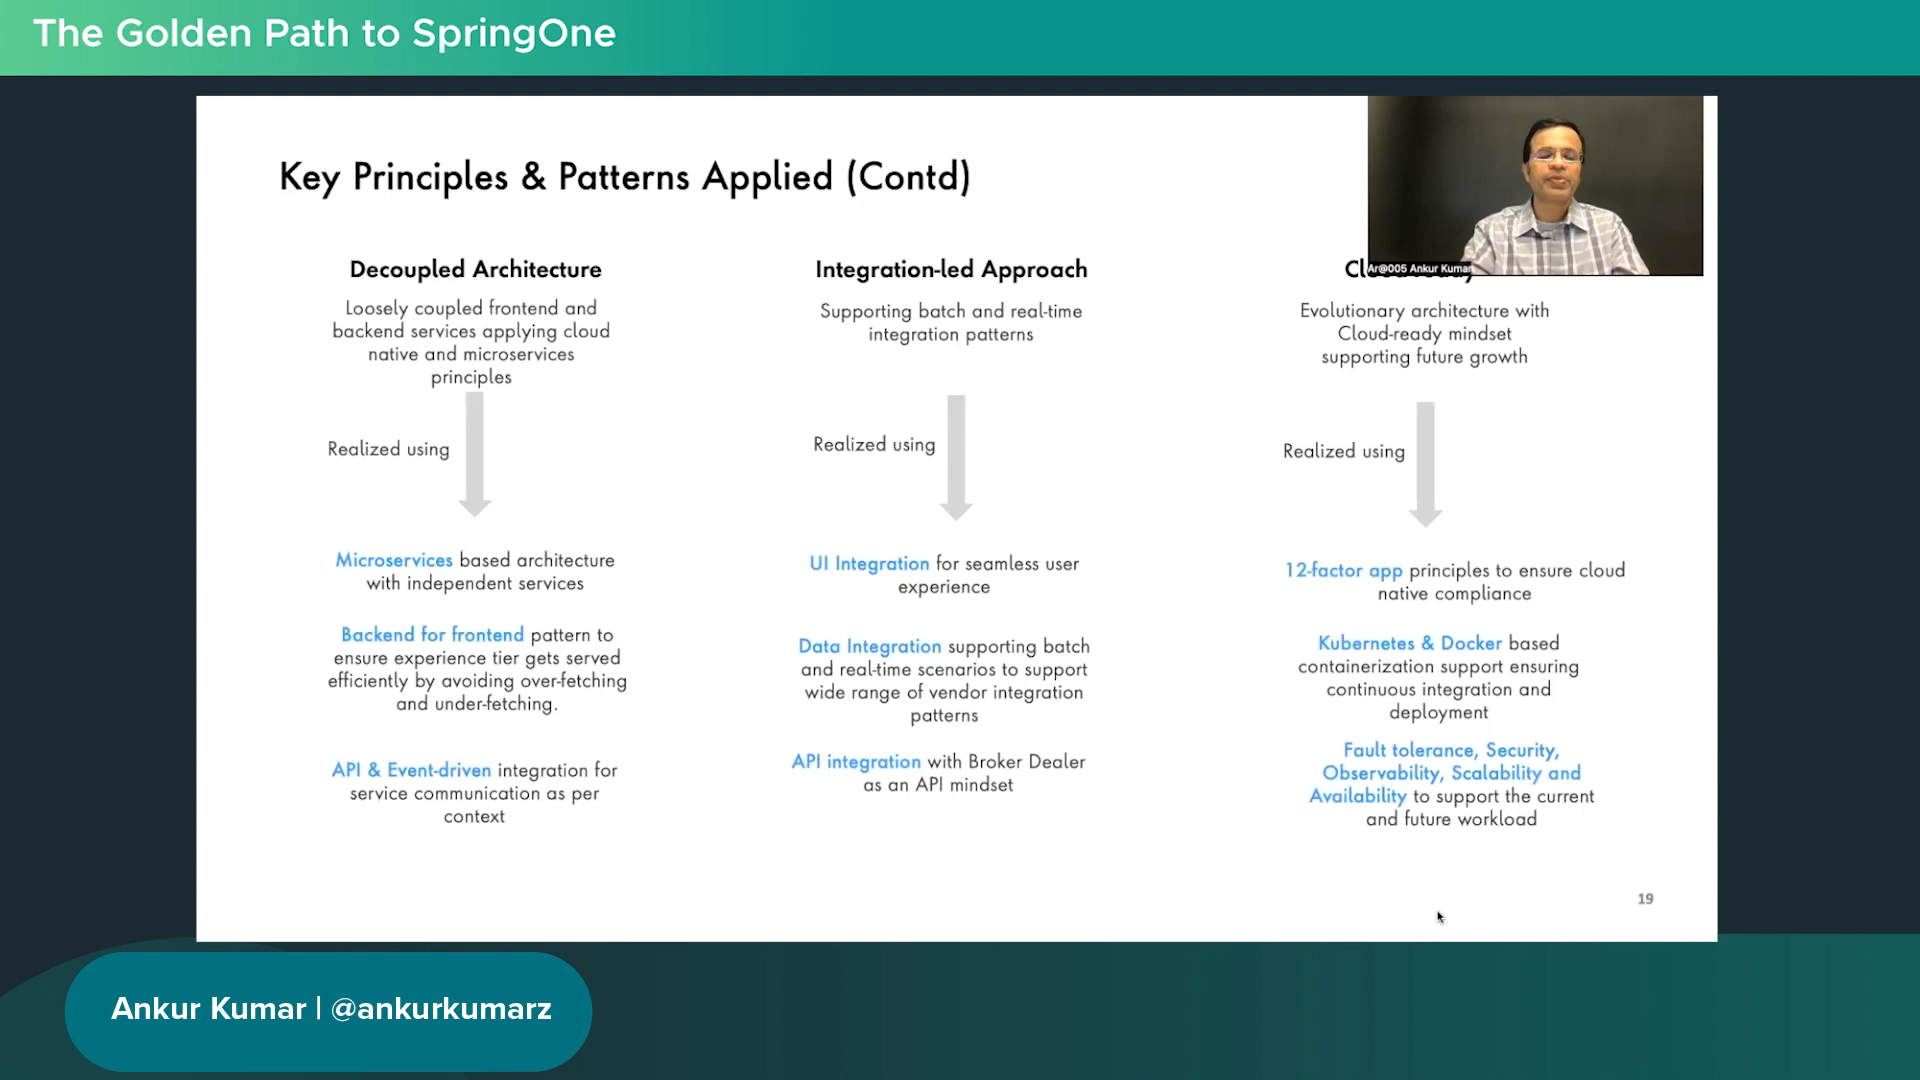 The Golden Path to SpringOne
Key Principles & Patterns Applied (Contd)
Ar@005 Ankur Kumar
Decoupled Architecture
Loosely coupled frontend and
backend services applying cloud
native and microservices
principles
Realized using
Microservices based architecture
with independent services
Backend for frontend pattern to
ensure experience tier gets served
efficiently by avoiding over-fetching
and under-fetching.
API & Event-driven integration for
service communication as per
context
Integration-led Approach
Supporting batch and real-time
integration patterns
Realized using
UI Integration for seamless user
experience
Data Integration supporting batch
and real-time scenarios to support
wide range of vendor integration
patterns
API integration with Broker Dealer
as an API mindset
Evolutionary architecture with
Cloud-ready mindset
supporting future growth
Realized using
12-factor app principles to ensure cloud
native compliance
Kubernetes & Docker based
containerization support ensuring
continuous integration and
deployment
Fault tolerance, Security,
Observability, Scalability and
Availability to support the current
and future workload
19
Ankur Kumar | @ankurkumarz